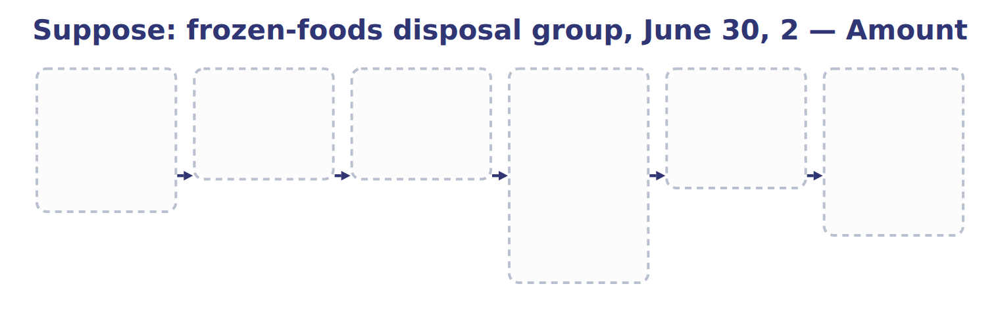 Suppose: frozen-foods disposal group, June 30, 2 — Amount